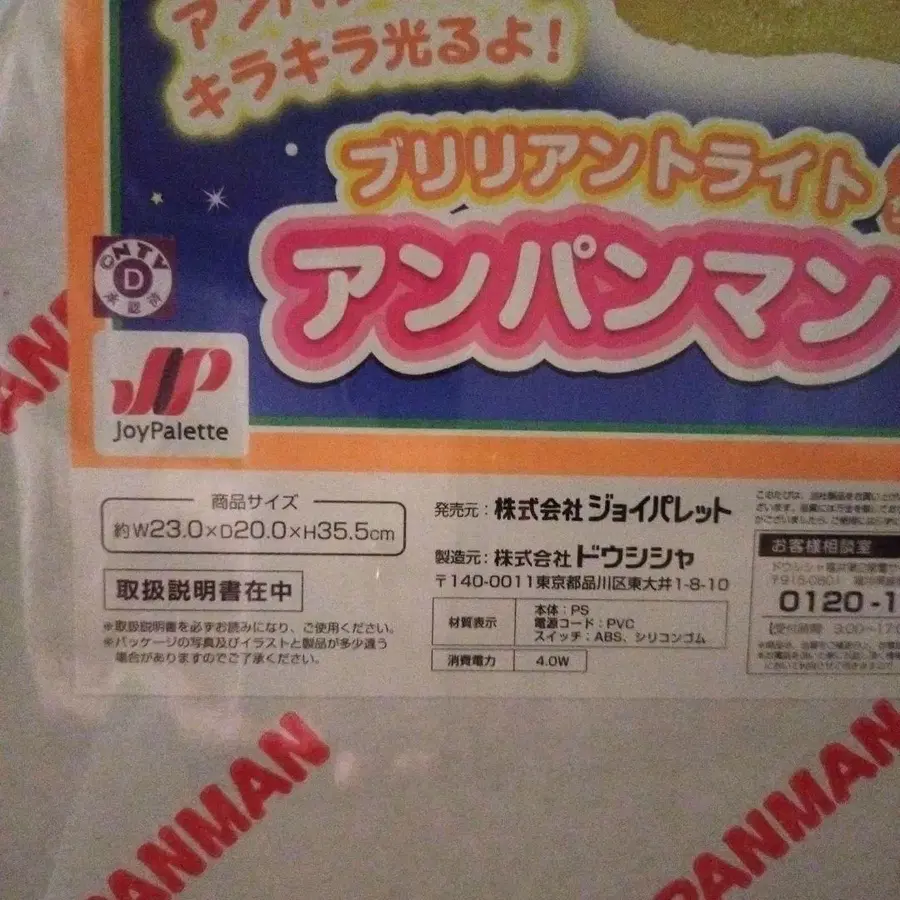 キラキラ光るよ!
ブリリアントライト
アンパンマン
©NTV
D
承認済
JP
JoyPalette
商品サイズ
約W23.0×D20.0×H35.5cm
取扱説明書在中
※取扱説明書を必ずお読みになり、ご使用ください。
※パッケージの写真及びイラストと製品が多少違う
場合がありますのでご了承ください。
発売元:株式会社ジョイパレット
製造元:株式会社ドウシシャ
〒140-0011東京都品川区東大井1-8-10
材質表示
本体:PS
電源コード:PVC
スイッチ:ABS、シリコンゴム
消費電力 4.0W
お客様相談室
〒915-0801
0120-1
PANMAN
PANMAN